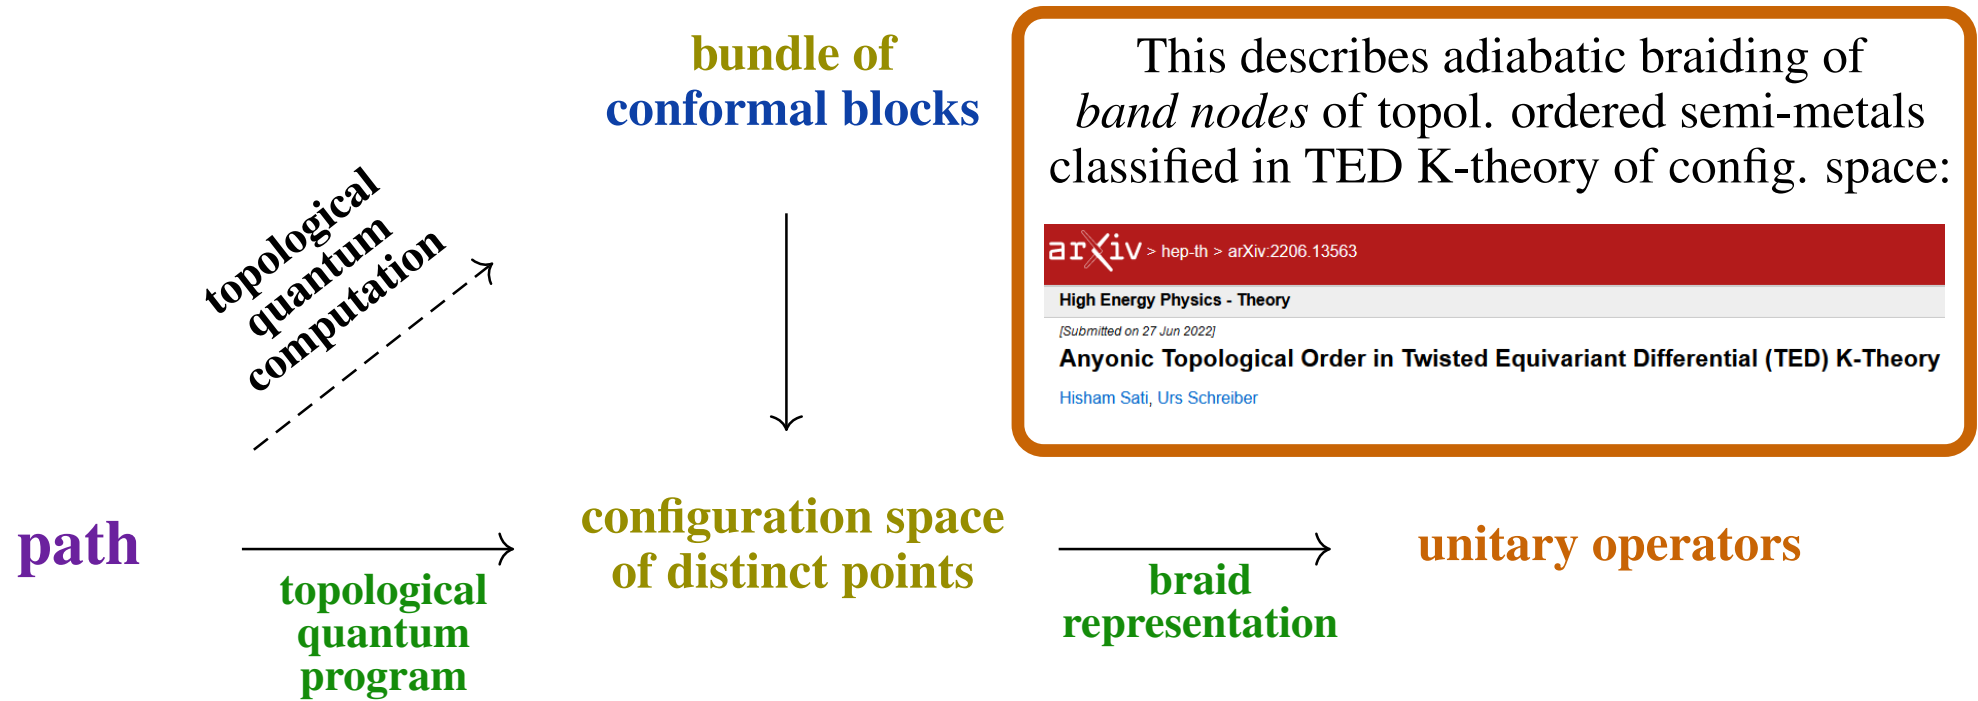 bundle of
conformal blocks
This describes adiabatic braiding of
band nodes of topol. ordered semi-metals
classified in TED K-theory of config. space:
arXiv > hep-th > arXiv:2206.13563
High Energy Physics - Theory
[Submitted on 27 Jun 2022]
Anyonic Topological Order in Twisted Equivariant Differential (TED) K-Theory
Hisham Sati, Urs Schreiber
topological
quantum
computation
path
topological
quantum
program
configuration space
of distinct points
braid
representation
unitary operators